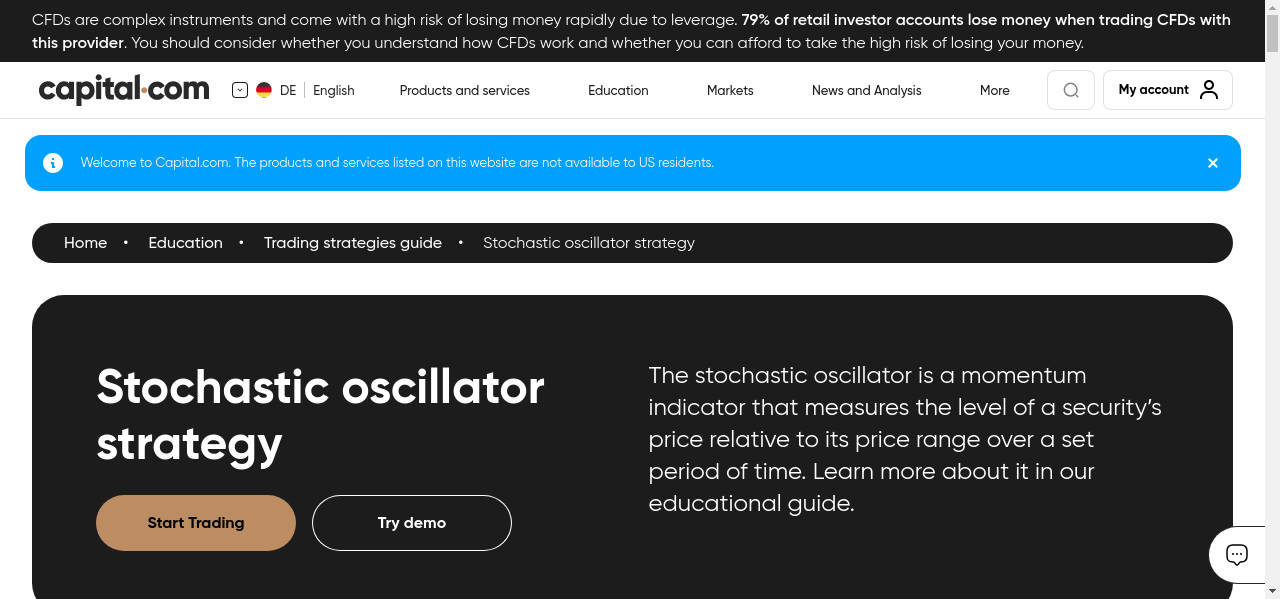 CFDs are complex instruments and come with a high risk of losing money rapidly due to leverage. 79% of retail investor accounts lose money when trading CFDs with
this provider. You should consider whether you understand how CFDs work and whether you can afford to take the high risk of losing your money.
capital.com DE English Products and services Education Markets News and Analysis More My account
Welcome to Capital.com. The products and services listed on this website are not available to US residents.
Home • Education • Trading strategies guide • Stochastic oscillator strategy
Stochastic oscillator
strategy
Start Trading Try demo
The stochastic oscillator is a momentum
indicator that measures the level of a security’s
price relative to its price range over a set
period of time. Learn more about it in our
educational guide.